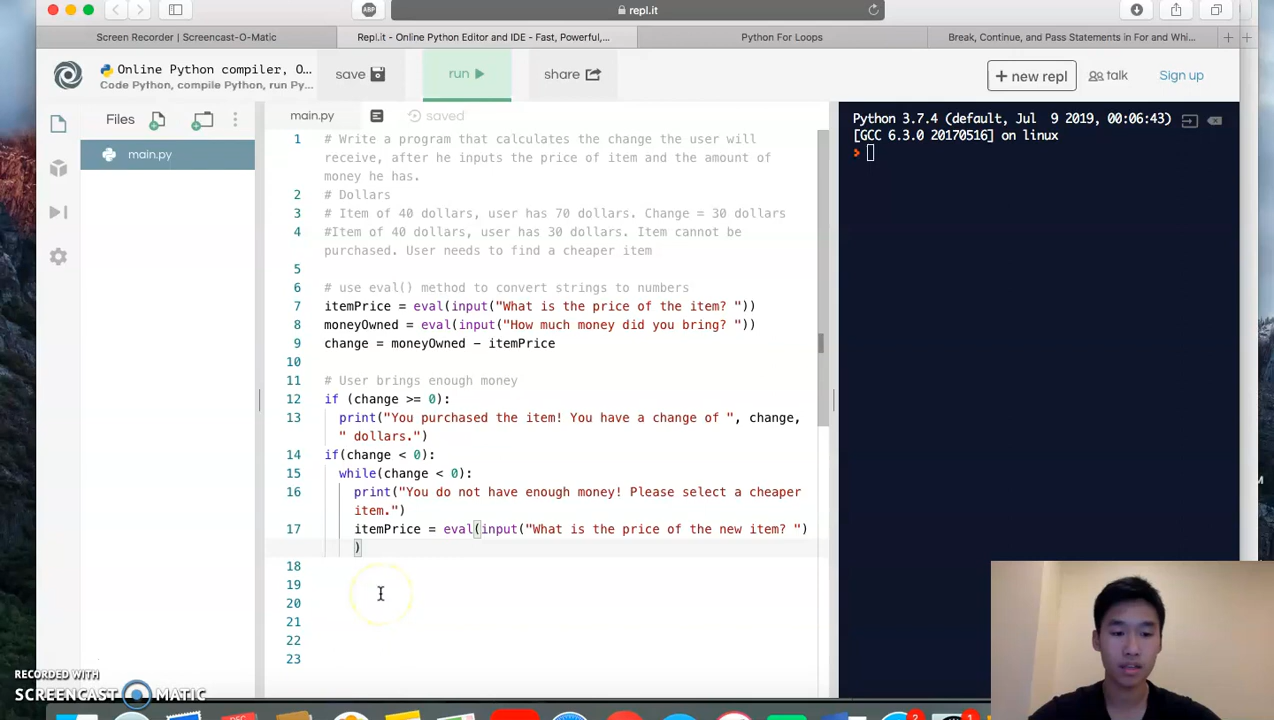 repl.it
Screen Recorder | Screencast-O-Matic
Repl.it - Online Python Editor and IDE - Fast, Powerful,...
Python For Loops
Break, Continue, and Pass Statements in For and Whi...
Online Python compiler, O...
Code Python, compile Python, run Py...
save
run
share
+ new repl
talk
Sign up
Files
main.py
main.py
saved
1 # Write a program that calculates the change the user will
receive, after he inputs the price of item and the amount of
money he has.
2 # Dollars
3 # Item of 40 dollars, user has 70 dollars. Change = 30 dollars
4 #Item of 40 dollars, user has 30 dollars. Item cannot be
purchased. User needs to find a cheaper item
5
6 # use eval() method to convert strings to numbers
7 itemPrice = eval(input("What is the price of the item? "))
8 moneyOwned = eval(input("How much money did you bring? "))
9 change = moneyOwned - itemPrice
10
11 # User brings enough money
12 if (change >= 0):
13 print("You purchased the item! You have a change of ", change,
" dollars.")
14 if(change < 0):
15 while(change < 0):
16 print("You do not have enough money! Please select a cheaper
item.")
17 itemPrice = eval(input("What is the price of the new item? ")
)
18
19
20
21
22
23
Python 3.7.4 (default, Jul 9 2019, 00:06:43)
[GCC 6.3.0 20170516] on linux
>
ABP
RECORDED WITH
SCREENCAST O MATIC
DEC
2
1